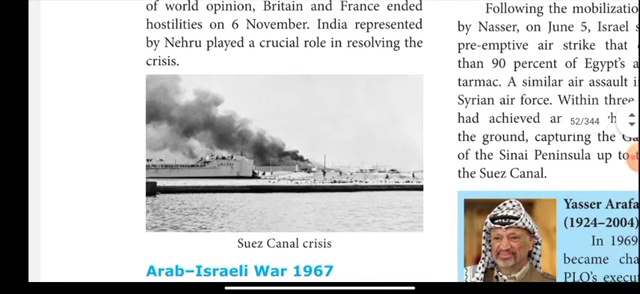 of world opinion, Britain and France ended
hostilities on 6 November. India represented
by Nehru played a crucial role in resolving the
crisis.
Suez Canal crisis
Arab–Israeli War 1967
Following the mobilizatio
by Nasser, on June 5, Israel s
pre-emptive air strike that
than 90 percent of Egypt's a
tarmac. A similar air assault i
Syrian air force. Within three
had achieved ar
52/344
the ground, capturing the
of the Sinai Peninsula up to
the Suez Canal.
Yasser Arafa
(1924–2004)
In 1969
became cha
PLO's execu